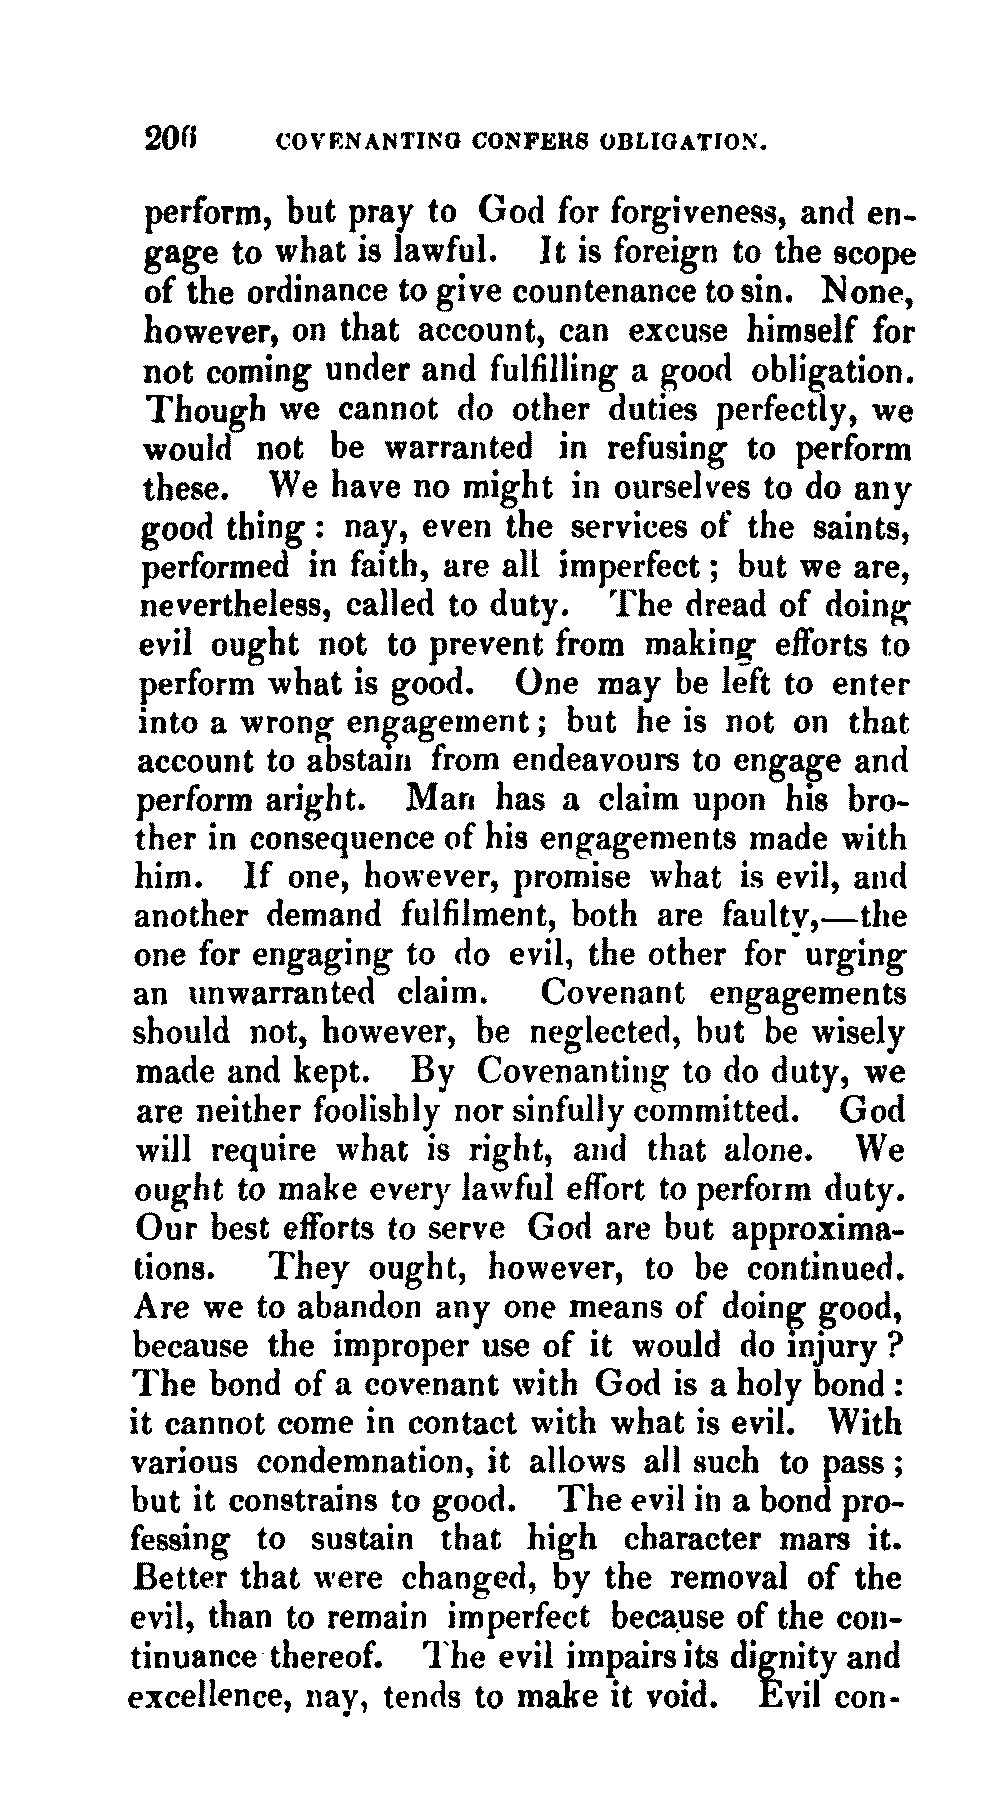 206 COVENANTING CONFERS OBLIGATION.
perform, but pray to God for forgiveness, and en-
gage to what is lawful. It is foreign to the scope
of the ordinance to give countenance to sin. None,
however, on that account, can excuse himself for
not coming under and fulfilling a good obligation.
Though we cannot do other duties perfectly, we
would not be warranted in refusing to perform
these. We have no might in ourselves to do any
good thing : nay, even the services of the saints,
performed in faith, are all imperfect ; but we are,
nevertheless, called to duty. The dread of doing
evil ought not to prevent from making efforts to
perform what is good. One may be left to enter
into a wrong engagement ; but he is not on that
account to abstain from endeavours to engage and
perform aright. Man has a claim upon his bro-
ther in consequence of his engagements made with
him. If one, however, promise what is evil, and
another demand fulfilment, both are faulty,—the
one for engaging to do evil, the other for urging
an unwarranted claim. Covenant engagements
should not, however, be neglected, but be wisely
made and kept. By Covenanting to do duty, we
are neither foolishly nor sinfully committed. God
will require what is right, and that alone. We
ought to make every lawful effort to perform duty.
Our best efforts to serve God are but approxima-
tions. They ought, however, to be continued.
Are we to abandon any one means of doing good,
because the improper use of it would do injury ?
The bond of a covenant with God is a holy bond :
it cannot come in contact with what is evil. With
various condemnation, it allows all such to pass ;
but it constrains to good. The evil in a bond pro-
fessing to sustain that high character mars it.
Better that were changed, by the removal of the
evil, than to remain imperfect because of the con-
tinuance thereof. The evil impairs its dignity and
excellence, nay, tends to make it void. Evil con-